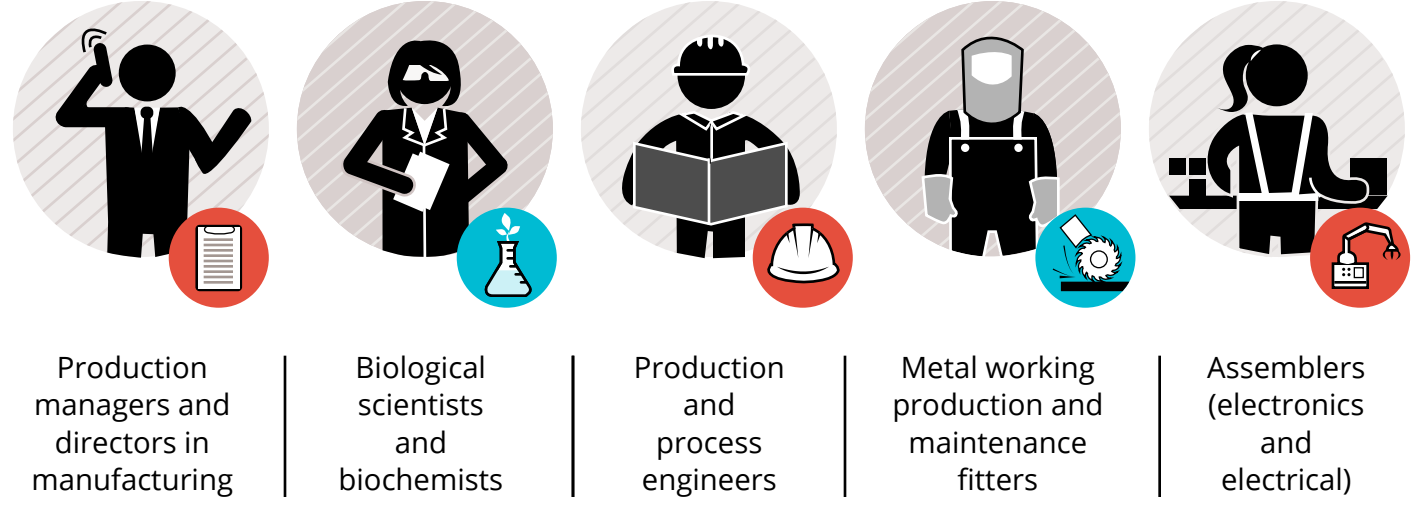 Production
managers and
directors in
manufacturing
Biological
scientists
and
biochemists
Production
and
process
engineers
Metal working
production and
maintenance
fitters
Assemblers
(electronics
and
electrical)